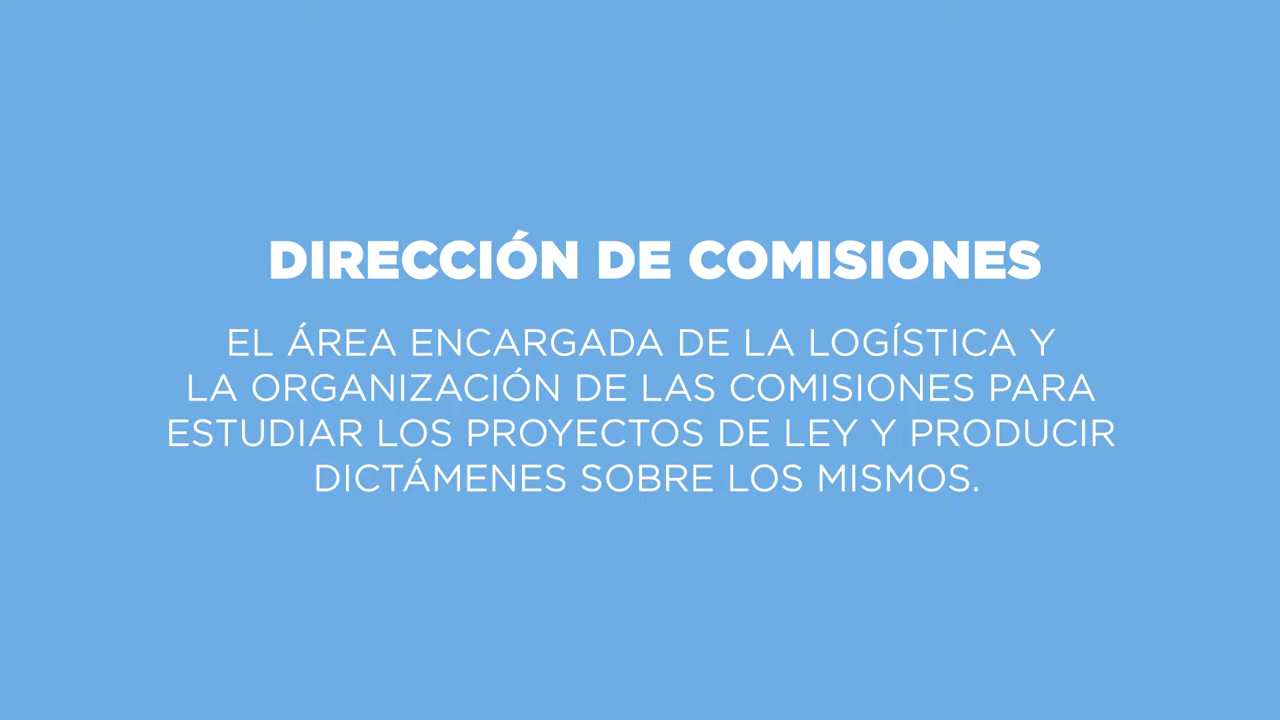 DIRECCIÓN DE COMISIONES
EL ÁREA ENCARGADA DE LA LOGÍSTICA Y
LA ORGANIZACIÓN DE LAS COMISIONES PARA
ESTUDIAR LOS PROYECTOS DE LEY Y PRODUCIR
DICTÁMENES SOBRE LOS MISMOS.